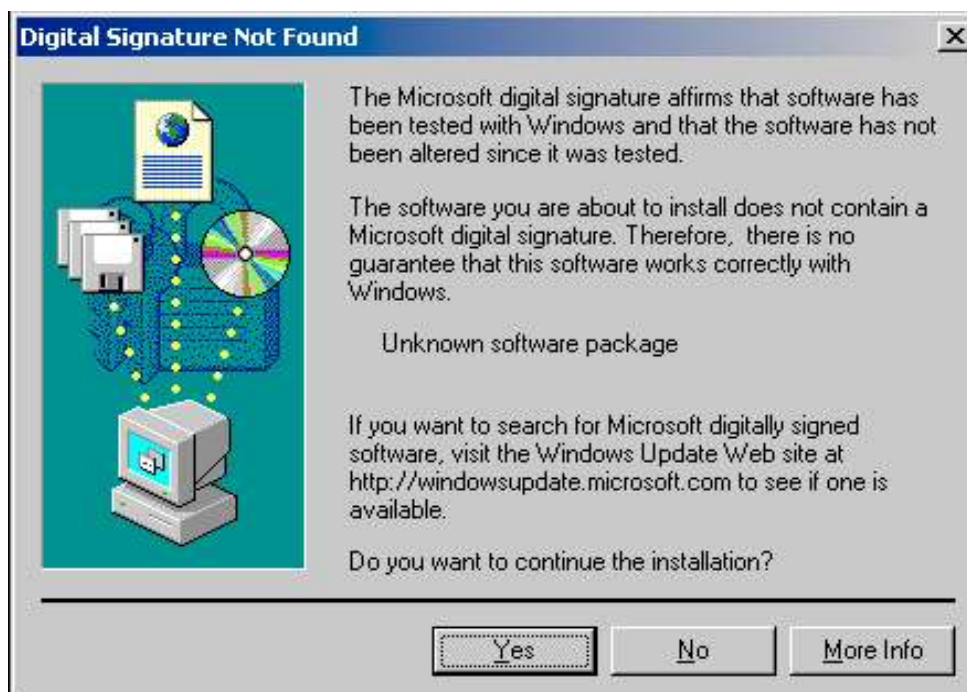 Digital Signature Not Found
The Microsoft digital signature affirms that software has
been tested with Windows and that the software has not
been altered since it was tested.
The software you are about to install does not contain a
Microsoft digital signature. Therefore,  there is no
guarantee that this software works correctly with
Windows.
Unknown software package
If you want to search for Microsoft digitally signed
software, visit the Windows Update Web site at
http://windowsupdate.microsoft.com to see if one is
available.
Do you want to continue the installation?
Yes No More Info